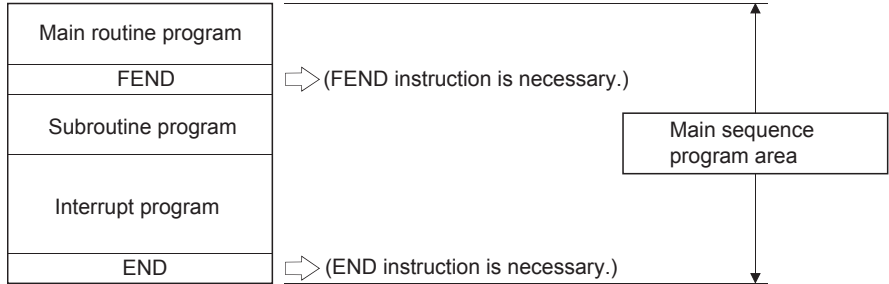 Main routine program
FEND
(FEND instruction is necessary.)
Subroutine program
Main sequence
program area
Interrupt program
END
(END instruction is necessary.)